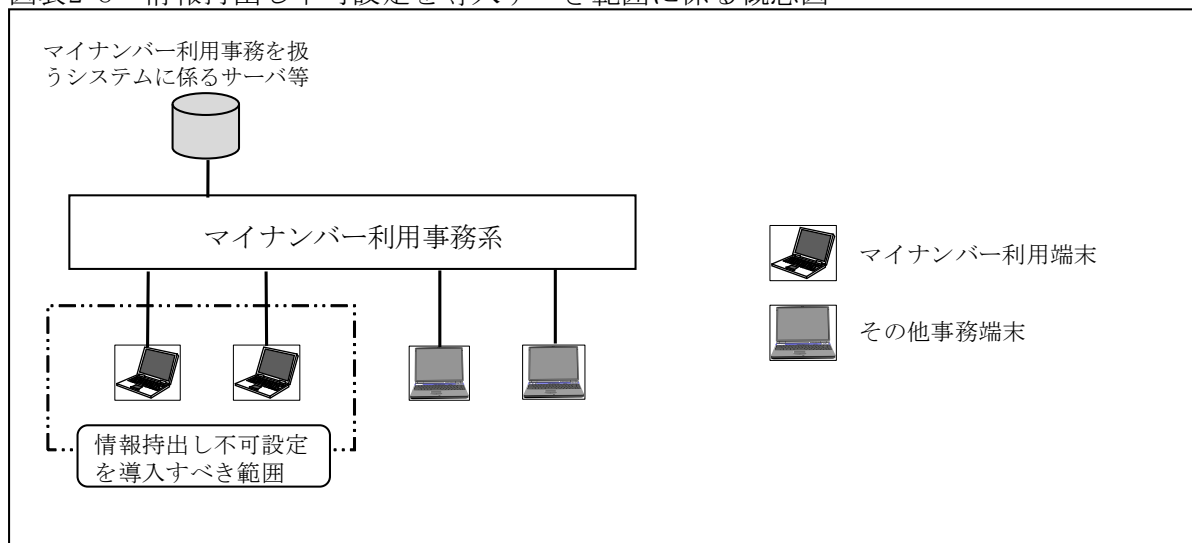 マイナンバー利用事務を扱
うシステムに係るサーバ等
マイナンバー利用事務系
マイナンバー利用端末
その他事務端末
情報持出し不可設定
を導入すべき範囲